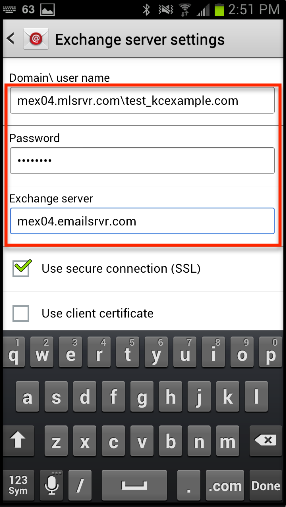 63 2:51 PM
Exchange server settings
Domain\ user name
mex04.mlsrvr.com\test_kcexample.com
Password
••••••••
Exchange server
mex04.emailsrvr.com
Use secure connection (SSL)
Use client certificate
1 2 3 4 5 6 7 8 9 0
q w e r t y u i o p
a s d f g h j k l
z x c v b n m
123 Sym / . .com Done